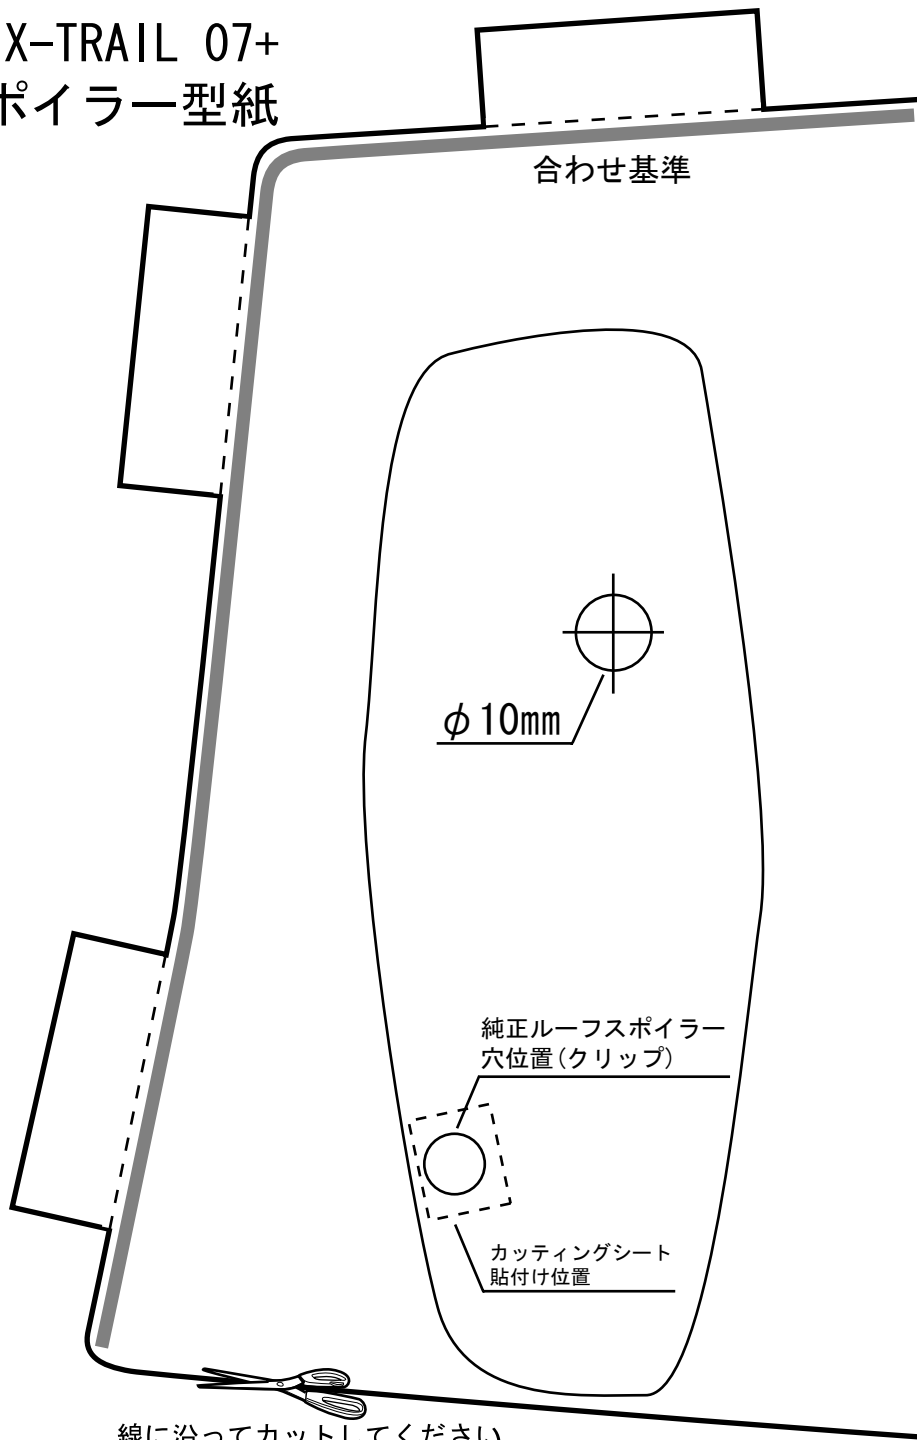 X-TRAIL 07+
ポイラー型紙
合わせ基準
φ10mm
純正ルーフスポイラー
穴位置(クリップ)
カッティングシート
貼付け位置
線に沿ってカットしてください